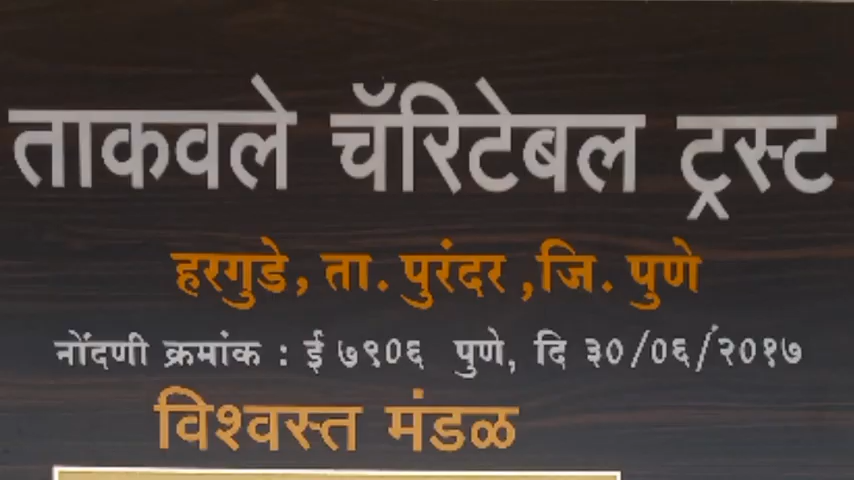 ताकवले चॅरिटेबल ट्रस्ट
हरगुडे, ता. पुरंदर ,जि. पुणे
नोंदणी क्रमांक : ई ७९०६ पुणे, दि ३०/०६/२०१७
विश्वस्त मंडळ